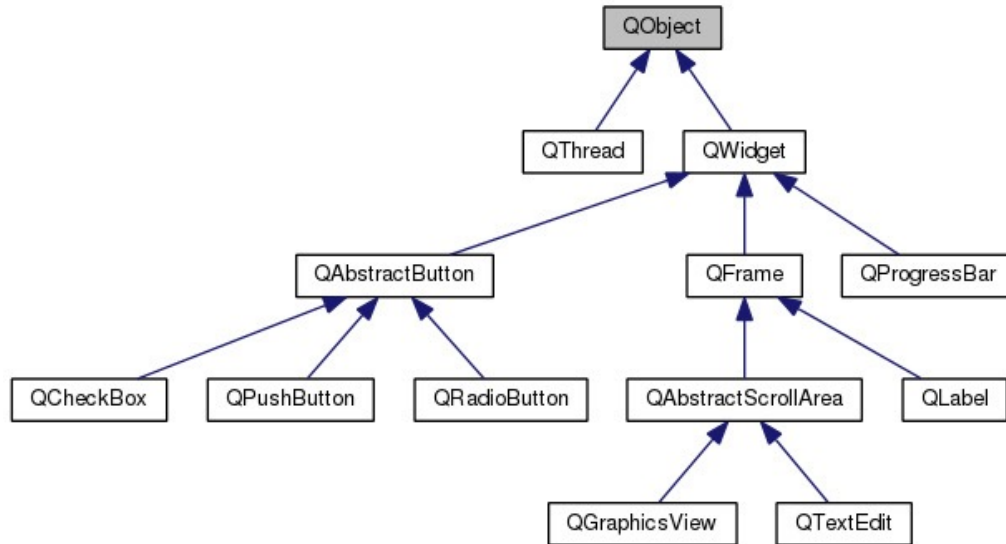 QObject
QThread
QWidget
QAbstractButton
QFrame
QProgressBar
QCheckBox
QPushButton
QRadioButton
QAbstractScrollArea
QLabel
QGraphicsView
QTextEdit